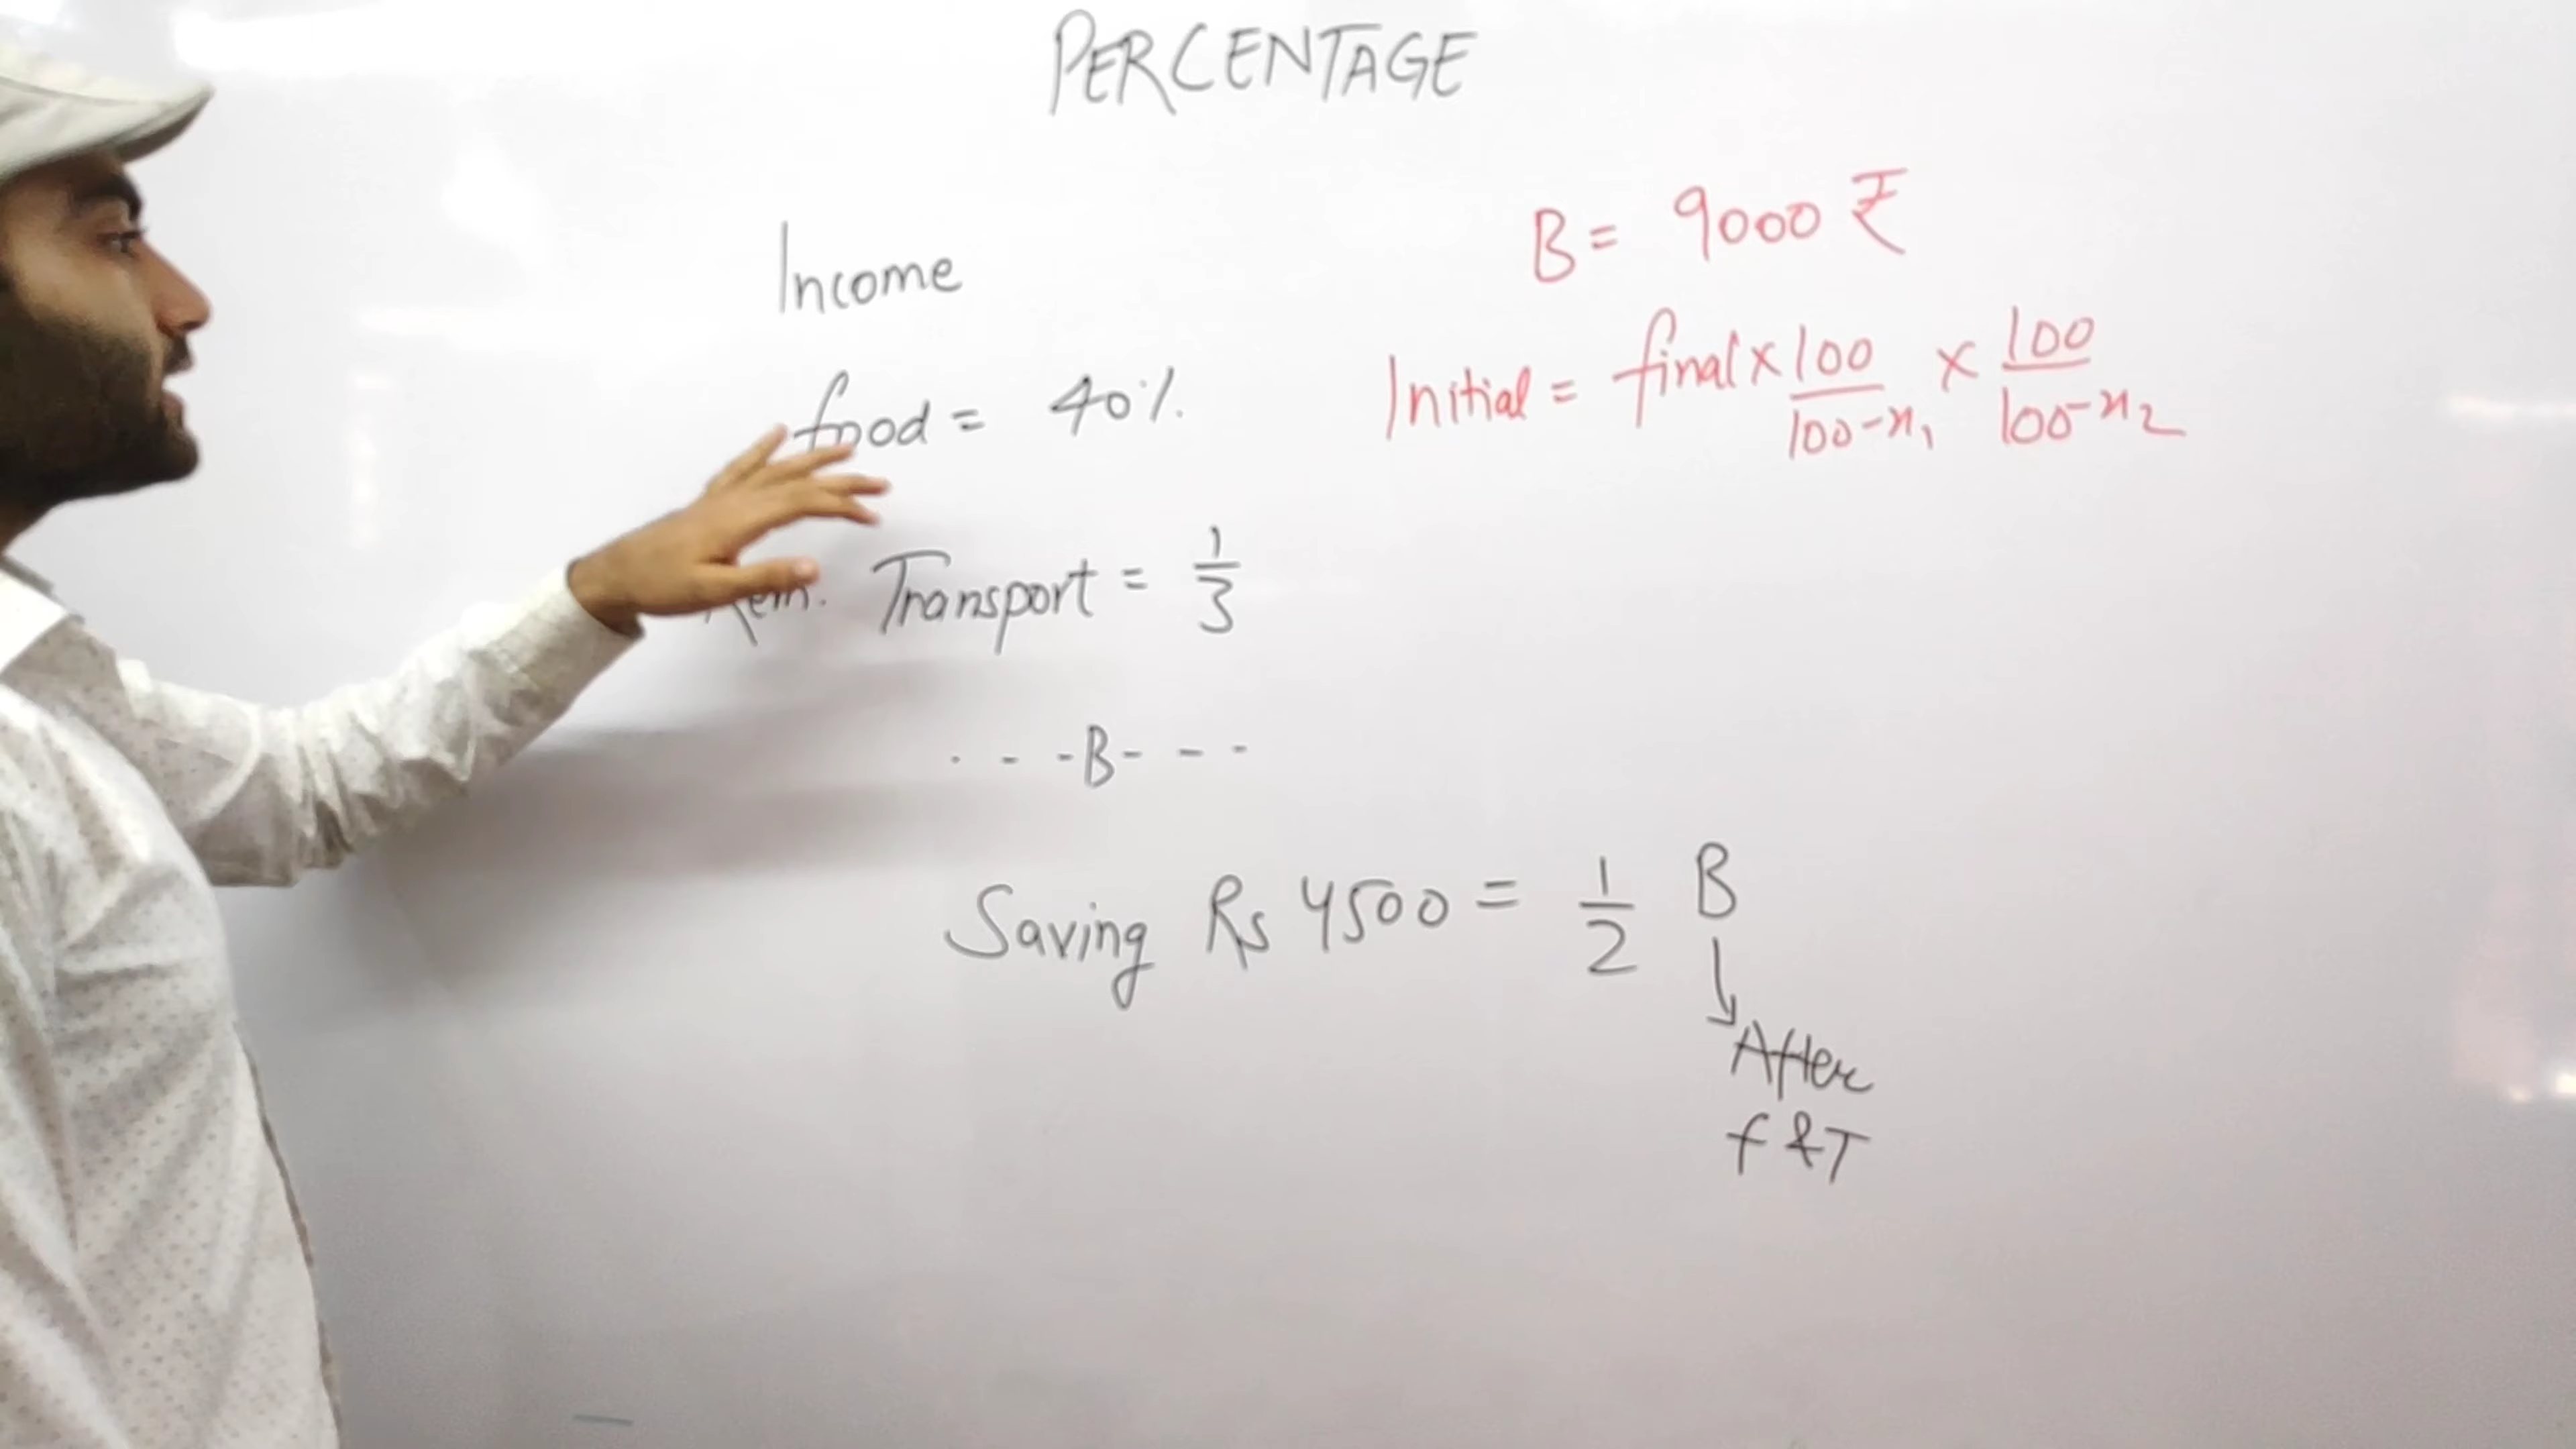 PERCENTAGE
Income
food = 40%.
Rem. Transport = 1/3
. - - B - - - -
Saving Rs 4500 = 1/2 B
↓
After
f & T
B = 9000 ₹
Initial = final × 100/100-x₁ × 100/100-x₂